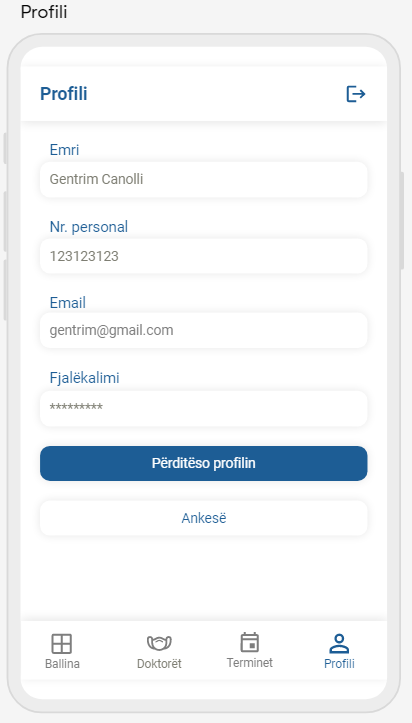 Profili
Profili
Emri
Gentrim Canolli
Nr. personal
123123123
Email
gentrim@gmail.com
Fjalëkalimi
*********
Përditëso profilin
Ankesë
Ballina
Doktorët
Terminet
Profili